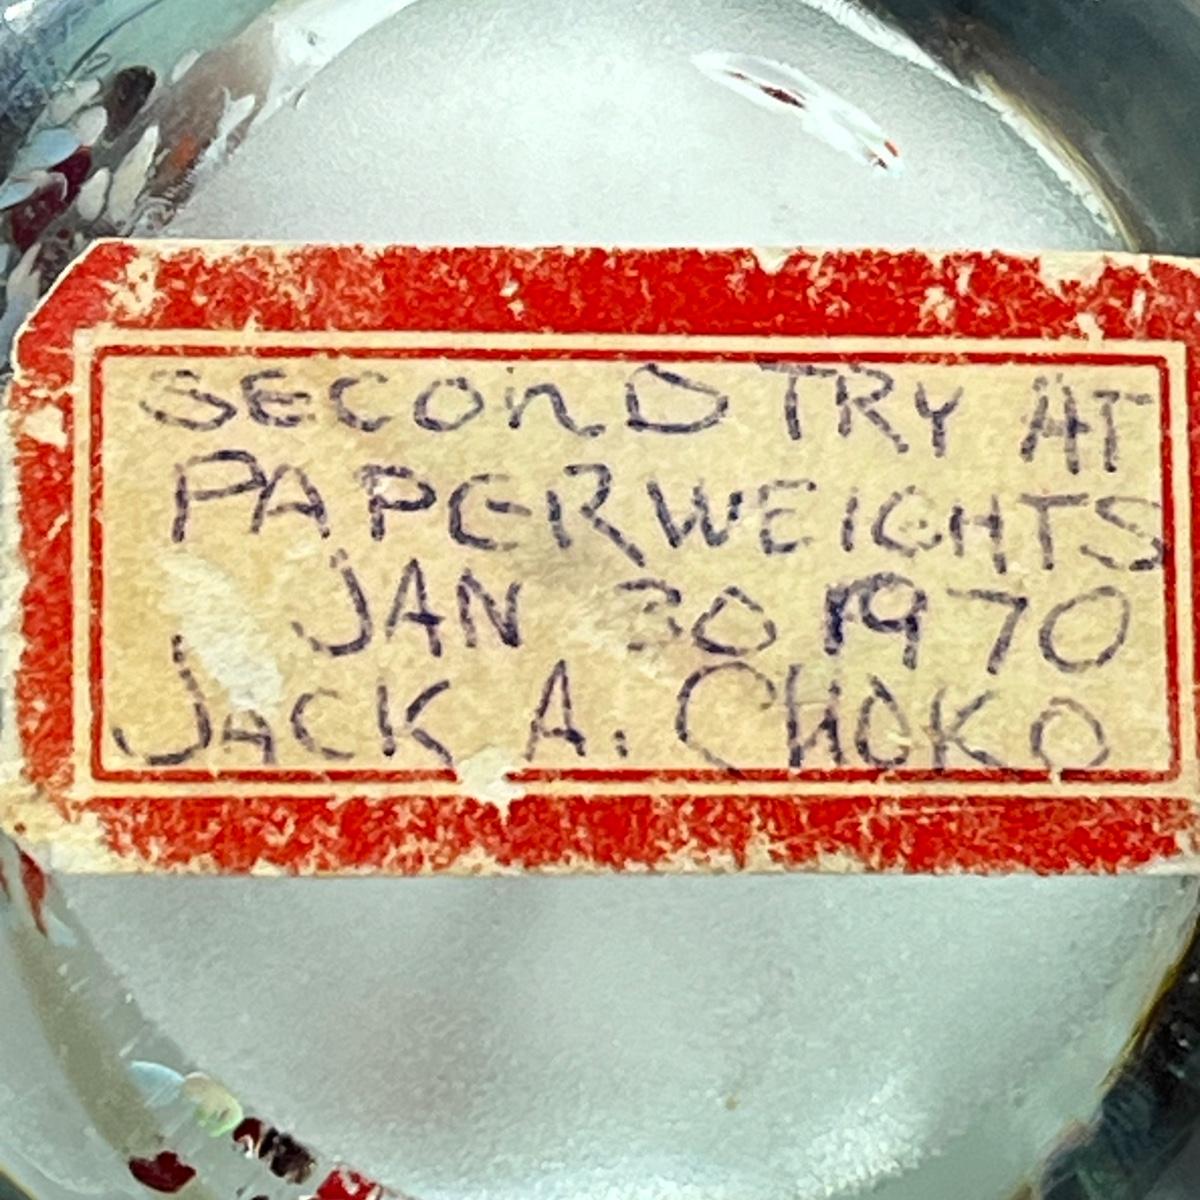 SECOND TRY AT
PAPERWEIGHTS
JAN 30 1970
JACK A. CHOKO